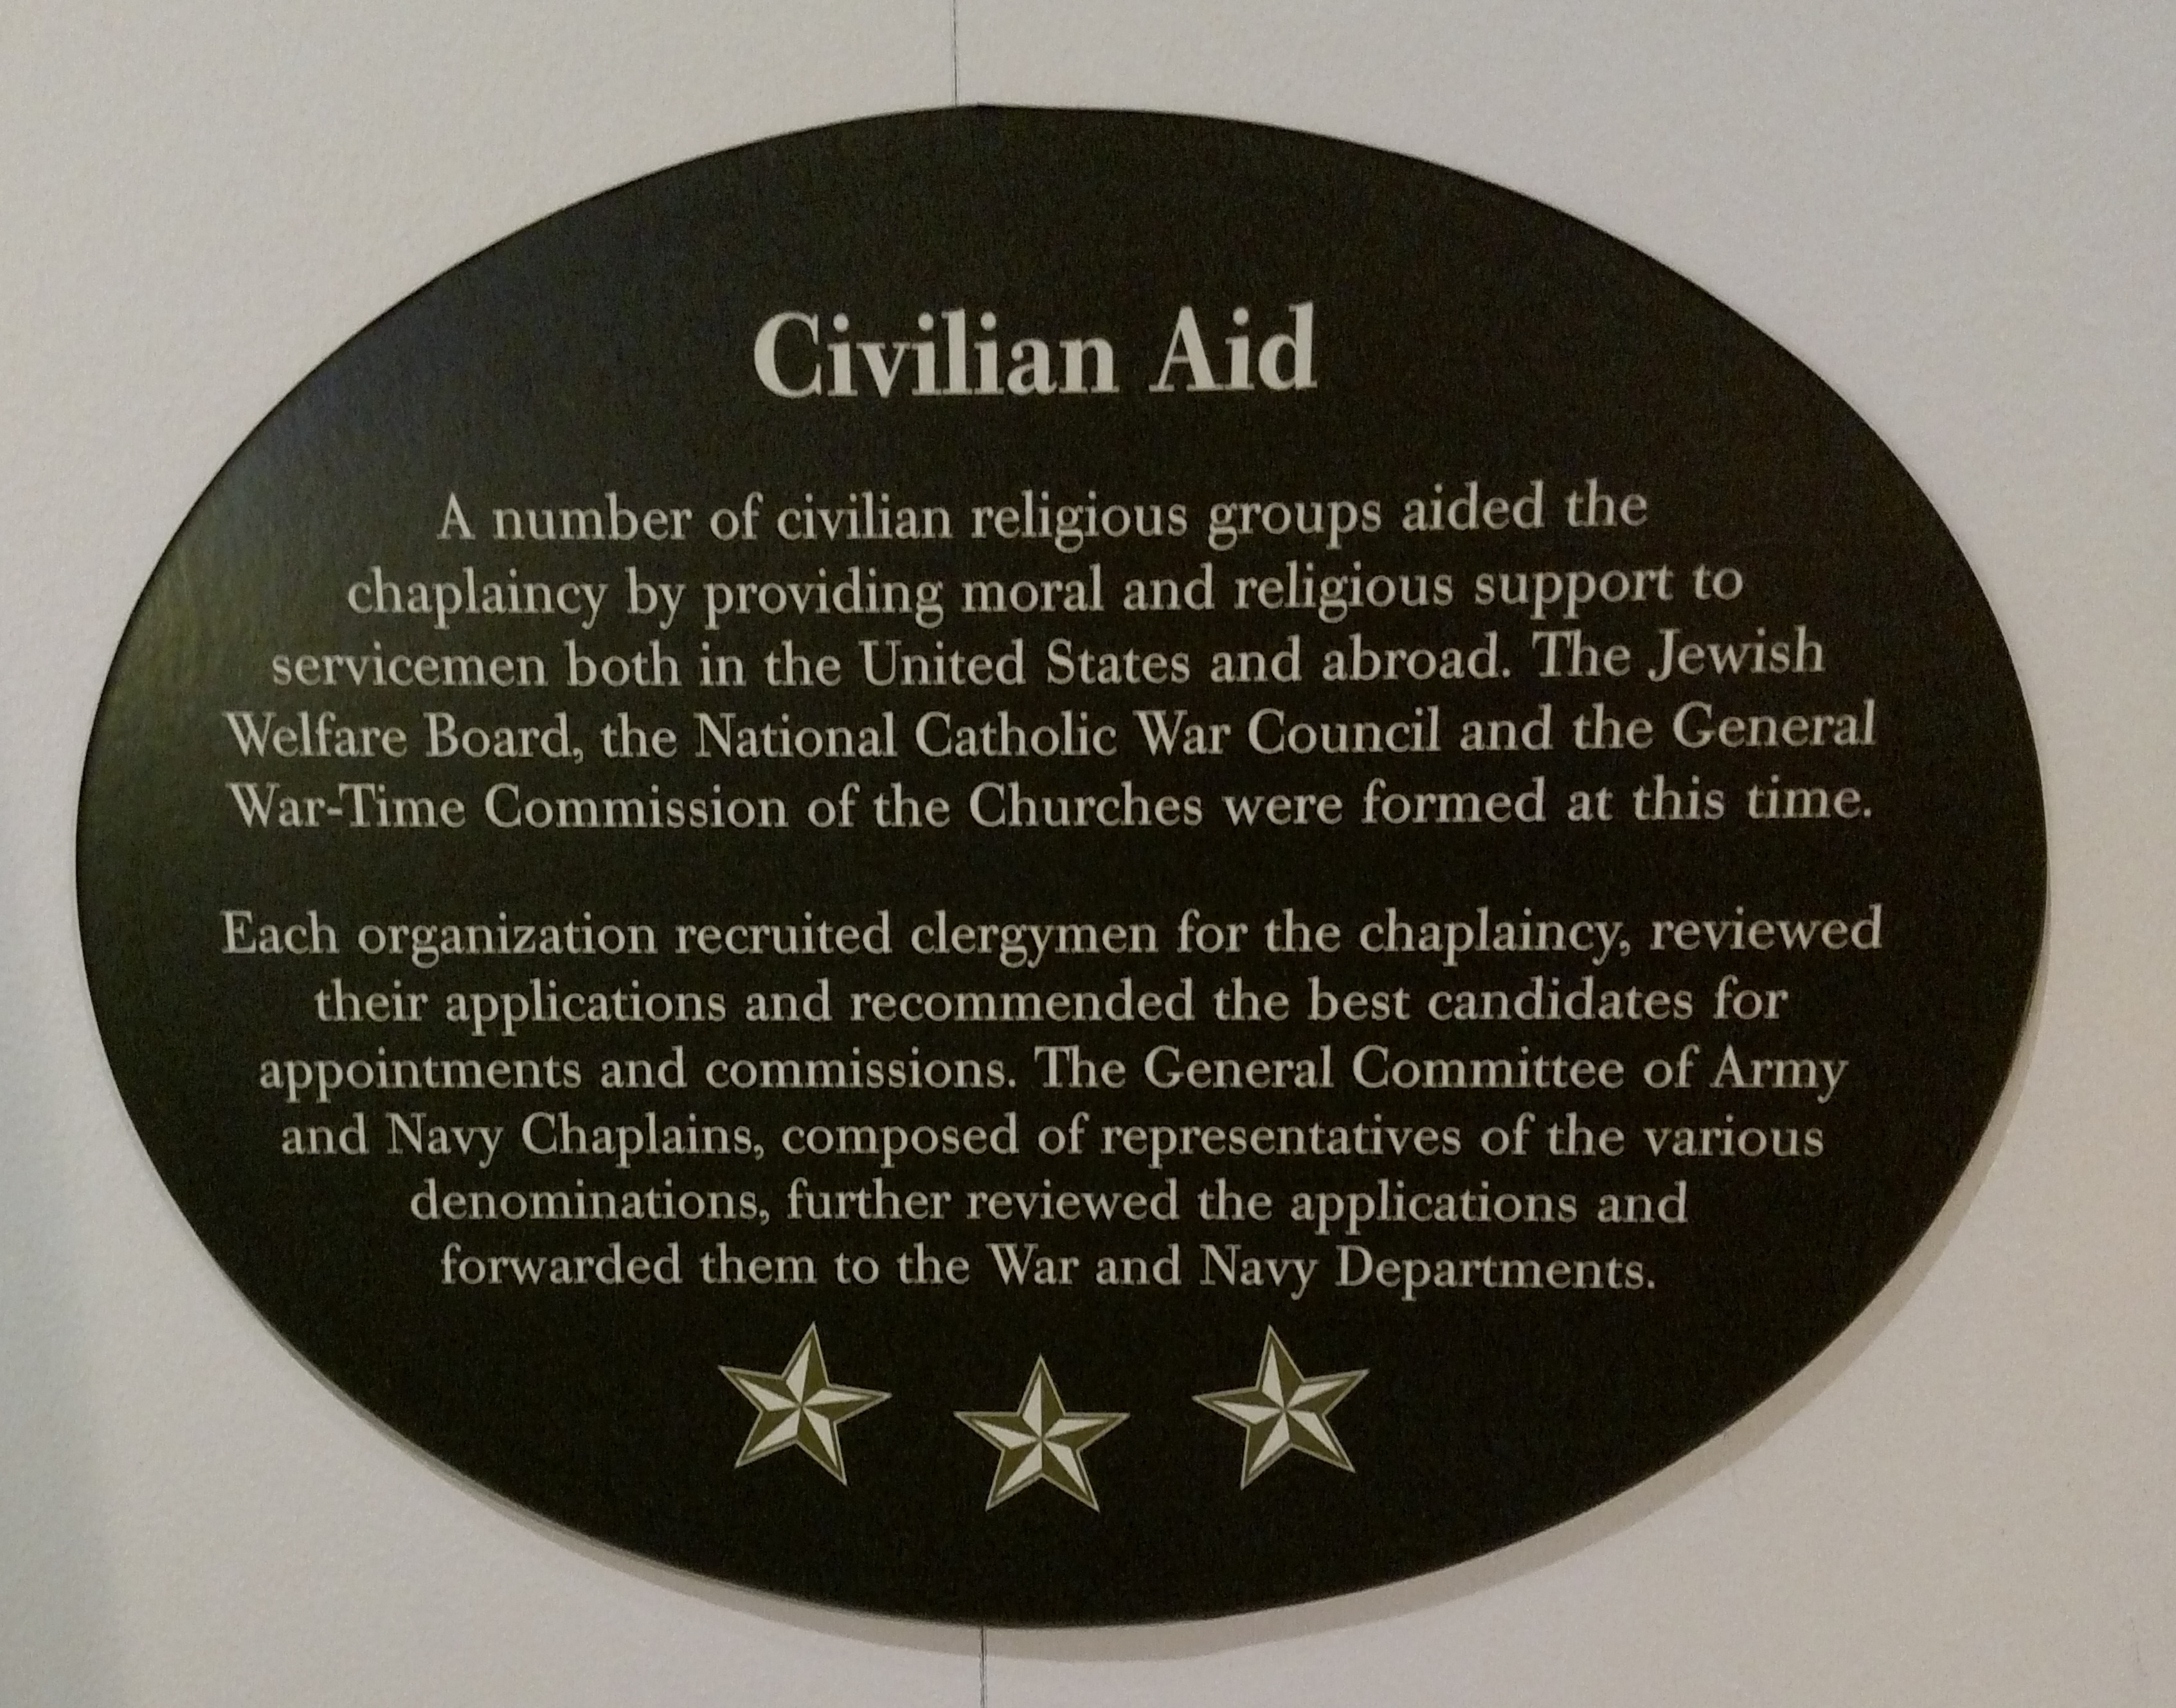 Civilian Aid
A number of civilian religious groups aided the
chaplaincy by providing moral and religious support to
servicemen both in the United States and abroad. The Jewish
Welfare Board, the National Catholic War Council and the General
War-Time Commission of the Churches were formed at this time.
Each organization recruited clergymen for the chaplaincy, reviewed
their applications and recommended the best candidates for
appointments and commissions. The General Committee of Army
and Navy Chaplains, composed of representatives of the various
denominations, further reviewed the applications and
forwarded them to the War and Navy Departments.